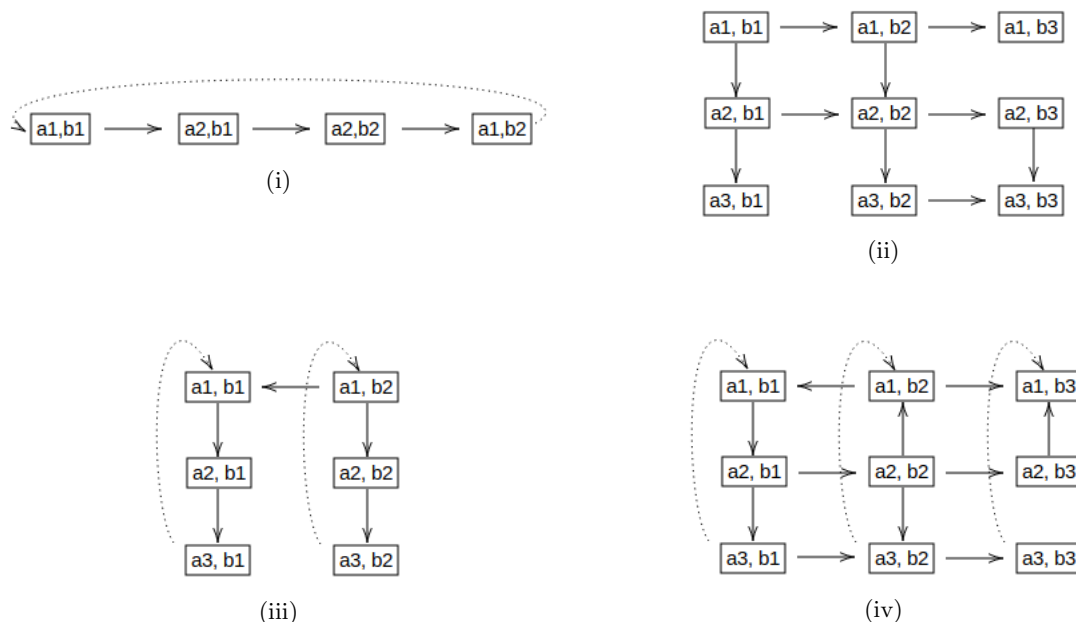 a1,b1 a2,b1 a2,b2 a1,b2
(i)
a1, b1 a1, b2 a1, b3
a2, b1 a2, b2 a2, b3
a3, b1 a3, b2 a3, b3
(ii)
a1, b1 a1, b2
a2, b1 a2, b2
a3, b1 a3, b2
(iii)
a1, b1 a1, b2 a1, b3
a2, b1 a2, b2 a2, b3
a3, b1 a3, b2 a3, b3
(iv)